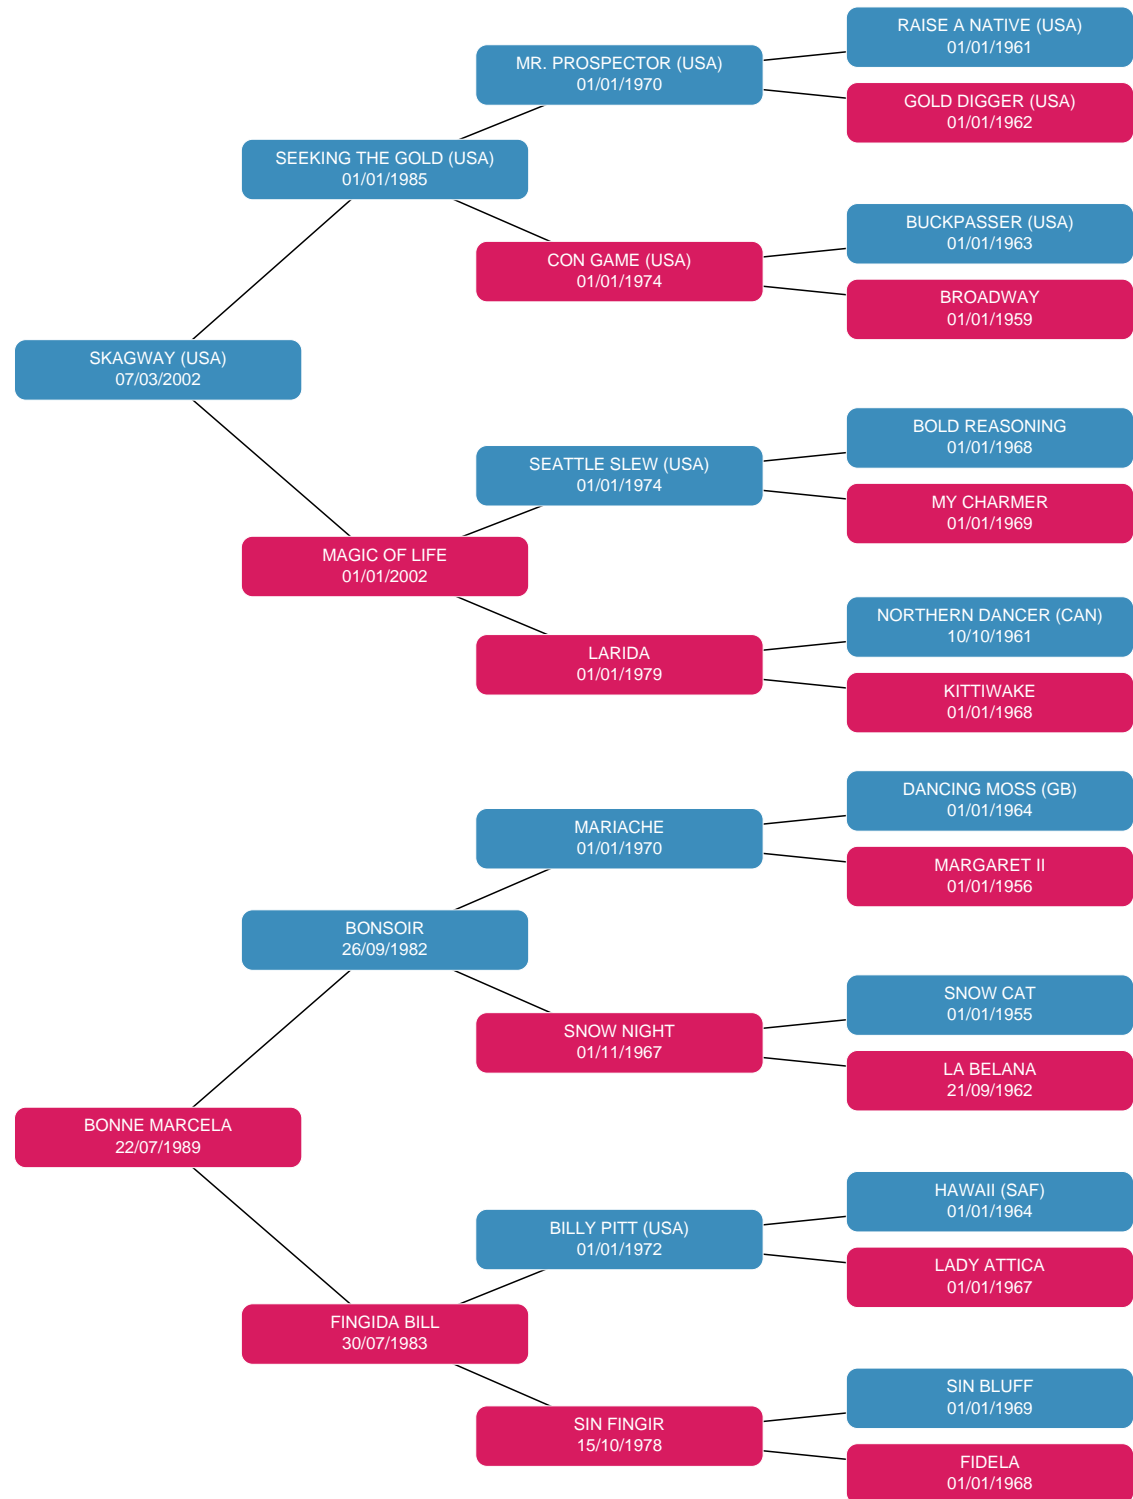 RAISE A NATIVE (USA)
01/01/1961
MR. PROSPECTOR (USA)
01/01/1970
GOLD DIGGER (USA)
01/01/1962
SEEKING THE GOLD (USA)
01/01/1985
BUCKPASSER (USA)
01/01/1963
CON GAME (USA)
01/01/1974
BROADWAY
01/01/1959
SKAGWAY (USA)
07/03/2002
BOLD REASONING
01/01/1968
SEATTLE SLEW (USA)
01/01/1974
MY CHARMER
01/01/1969
MAGIC OF LIFE
01/01/2002
NORTHERN DANCER (CAN)
10/10/1961
LARIDA
01/01/1979
KITTIWAKE
01/01/1968
DANCING MOSS (GB)
01/01/1964
MARIACHE
01/01/1970
MARGARET II
01/01/1956
BONSOIR
26/09/1982
SNOW CAT
01/01/1955
SNOW NIGHT
01/11/1967
LA BELANA
21/09/1962
BONNE MARCELA
22/07/1989
HAWAII (SAF)
01/01/1964
BILLY PITT (USA)
01/01/1972
LADY ATTICA
01/01/1967
FINGIDA BILL
30/07/1983
SIN BLUFF
01/01/1969
SIN FINGIR
15/10/1978
FIDELA
01/01/1968